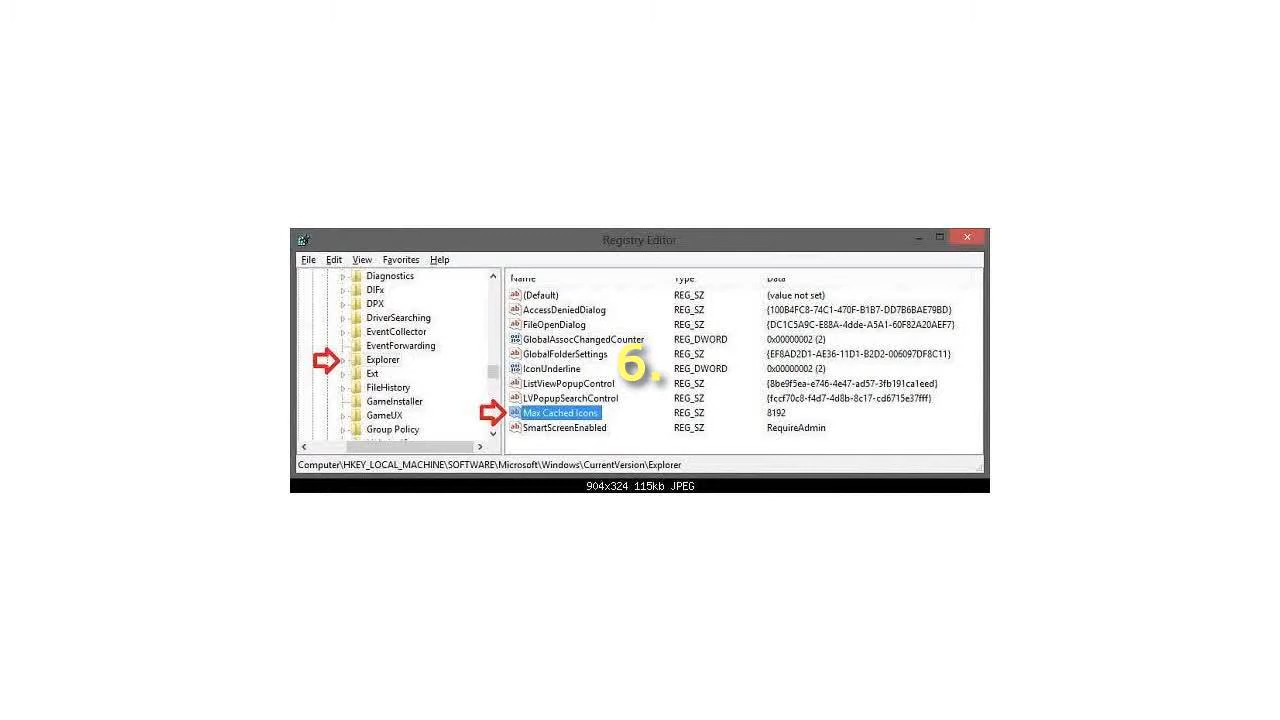 Registry Editor
File Edit View Favorites Help
Diagnostics
DIFx
DPX
DriverSearching
EventCollector
EventForwarding
Explorer
Ext
FileHistory
GameInstaller
GameUX
Group Policy
Name Type Data
(Default) REG_SZ (value not set)
AccessDeniedDialog REG_SZ {100B4FC8-74C1-470F-B1B7-DD7B6BAE79BD}
FileOpenDialog REG_SZ {DC1C5A9C-E88A-4dde-A5A1-60F82A20AEF7}
GlobalAssocChangedCounter REG_DWORD 0x00000002 (2)
GlobalFolderSettings REG_SZ {EF8AD2D1-AE36-11D1-B2D2-006097DF8C11}
IconUnderline REG_DWORD 0x00000002 (2)
ListViewPopupControl REG_SZ {8be9f5ea-e746-4e47-ad57-3fb191ca1eed}
LVPopupSearchControl REG_SZ {fccf70c8-f4d7-4d8b-8c17-cd6715e37fff}
Max Cached Icons REG_SZ 8192
SmartScreenEnabled REG_SZ RequireAdmin
6.
Computer\HKEY_LOCAL_MACHINE\SOFTWARE\Microsoft\Windows\CurrentVersion\Explorer
904x324 115kb JPEG